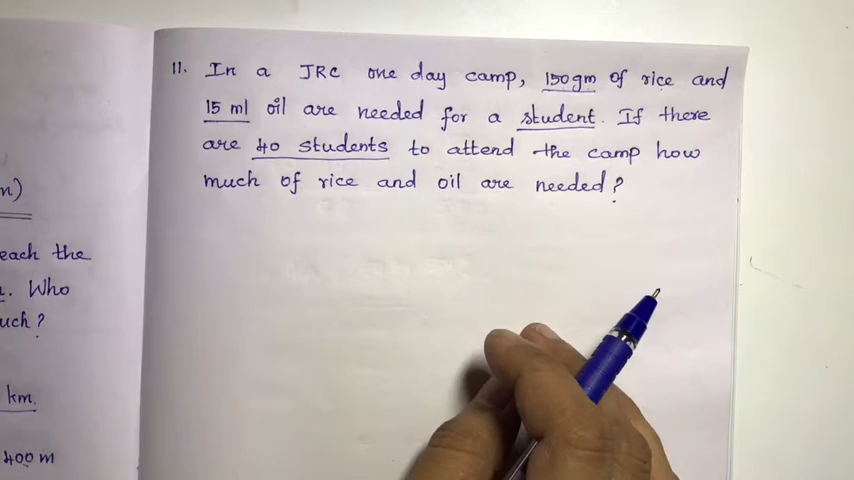 11. In a JRC one day camp, 150gm of rice and
15 ml oil are needed for a student. If there
are 40 students to attend the camp how
much of rice and oil are needed?
n)
each the
. Who
uch?
km.
400m